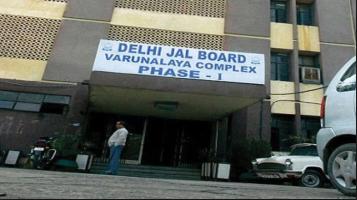 DELHI JAL BOARD
VARUNALAYA COMPLEX
PHASE - I